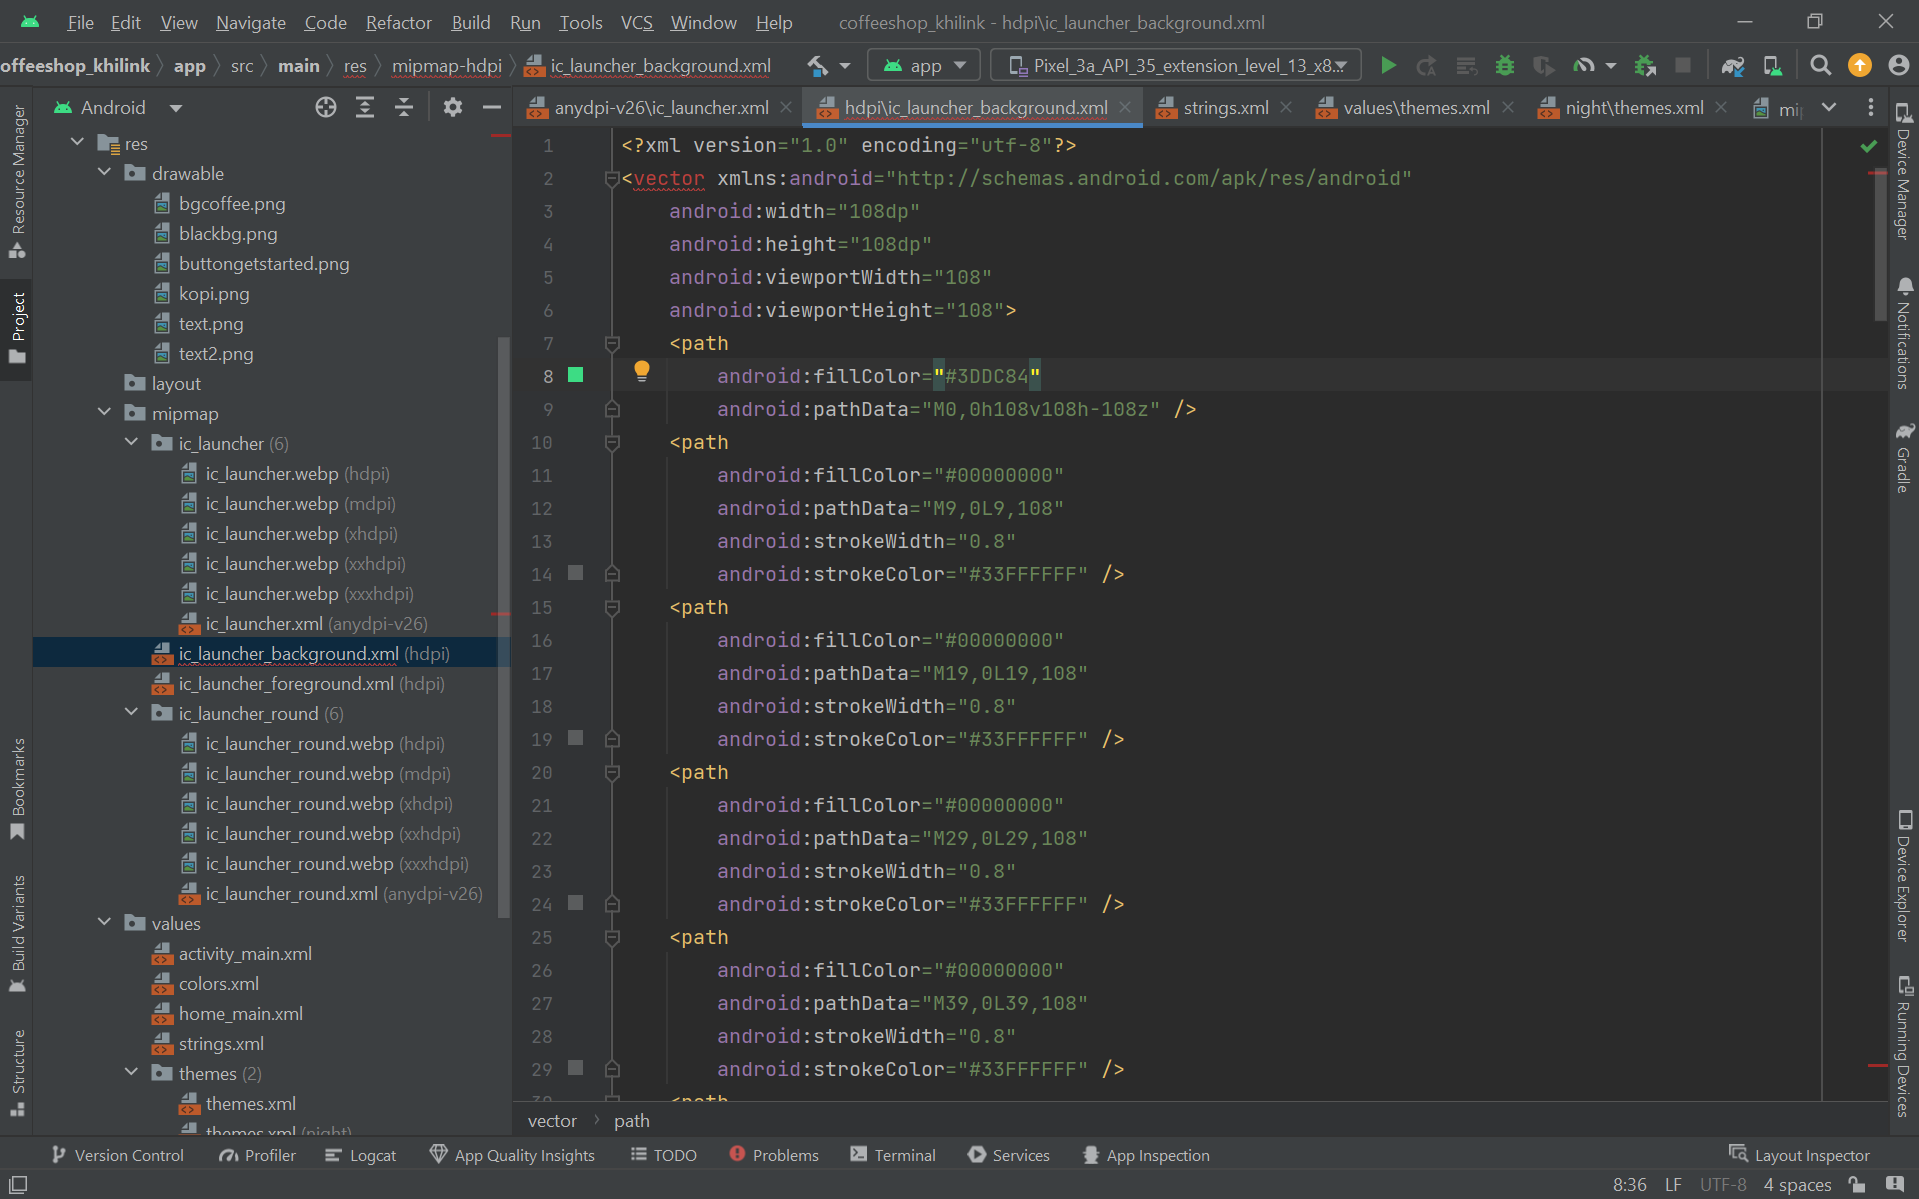 File Edit View Navigate Code Refactor Build Run Tools VCS Window Help coffeeshop_khilink - hdpi\ic_launcher_background.xml
offeeshop_khilink app src main res mipmap-hdpi ic_launcher_background.xml app Pixel_3a_API_35_extension_level_13_x8...
Android
anydpi-v26\ic_launcher.xml hdpi\ic_launcher_background.xml strings.xml values\themes.xml night\themes.xml
Resource Manager
Project
Bookmarks
Build Variants
Structure
res
drawable
bgcoffee.png
blackbg.png
buttongetstarted.png
kopi.png
text.png
text2.png
layout
mipmap
ic_launcher (6)
ic_launcher.webp (hdpi)
ic_launcher.webp (mdpi)
ic_launcher.webp (xhdpi)
ic_launcher.webp (xxhdpi)
ic_launcher.webp (xxxhdpi)
ic_launcher.xml (anydpi-v26)
ic_launcher_background.xml (hdpi)
ic_launcher_foreground.xml (hdpi)
ic_launcher_round (6)
ic_launcher_round.webp (hdpi)
ic_launcher_round.webp (mdpi)
ic_launcher_round.webp (xhdpi)
ic_launcher_round.webp (xxhdpi)
ic_launcher_round.webp (xxxhdpi)
ic_launcher_round.xml (anydpi-v26)
values
activity_main.xml
colors.xml
home_main.xml
strings.xml
themes (2)
themes.xml
themes.xml (night)
1 <?xml version="1.0" encoding="utf-8"?>
2 <vector xmlns:android="http://schemas.android.com/apk/res/android"
3 android:width="108dp"
4 android:height="108dp"
5 android:viewportWidth="108"
6 android:viewportHeight="108">
7 <path
8 android:fillColor="#3DDC84"
9 android:pathData="M0,0h108v108h-108z" />
10 <path
11 android:fillColor="#00000000"
12 android:pathData="M9,0L9,108"
13 android:strokeWidth="0.8"
14 android:strokeColor="#33FFFFFF" />
15 <path
16 android:fillColor="#00000000"
17 android:pathData="M19,0L19,108"
18 android:strokeWidth="0.8"
19 android:strokeColor="#33FFFFFF" />
20 <path
21 android:fillColor="#00000000"
22 android:pathData="M29,0L29,108"
23 android:strokeWidth="0.8"
24 android:strokeColor="#33FFFFFF" />
25 <path
26 android:fillColor="#00000000"
27 android:pathData="M39,0L39,108"
28 android:strokeWidth="0.8"
29 android:strokeColor="#33FFFFFF" />
30 <path
Device Manager
Notifications
Gradle
Device Explorer
Running Devices
vector path
Version Control Profiler Logcat App Quality Insights TODO Problems Terminal Services App Inspection Layout Inspector
8:36 LF UTF-8 4 spaces